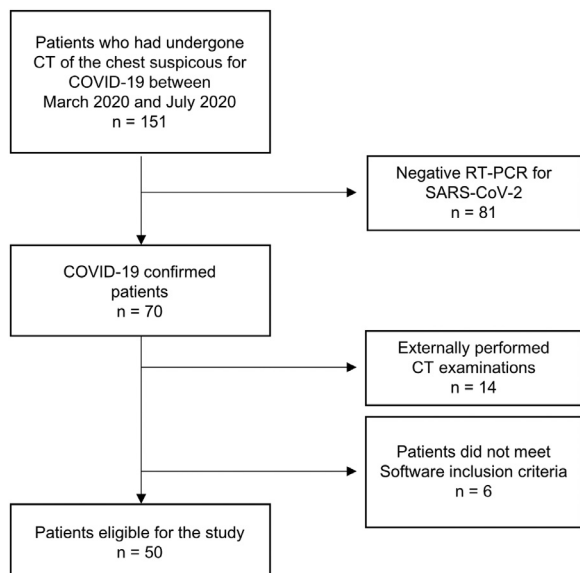 Patients who had undergone
CT of the chest suspicous for
COVID-19 between
March 2020 and July 2020
n = 151
Negative RT-PCR for
SARS-CoV-2
n = 81
COVID-19 confirmed
patients
n = 70
Externally performed
CT examinations
n = 14
Patients did not meet
Software inclusion criteria
n = 6
Patients eligible for the study
n = 50